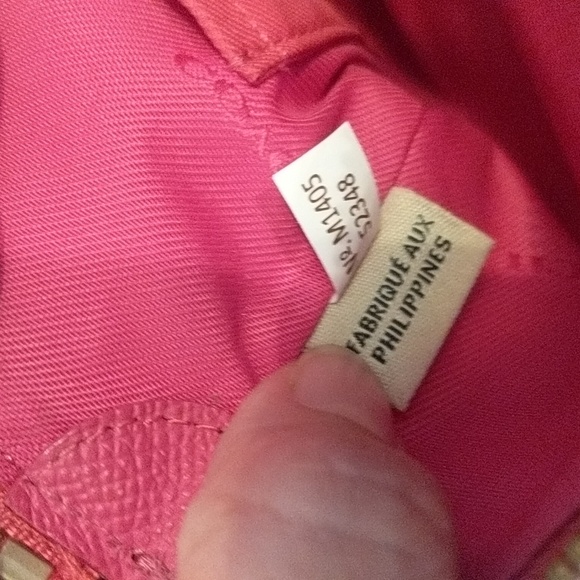 №. M1405
52348
FABRIQUÉ AUX
PHILIPPINES